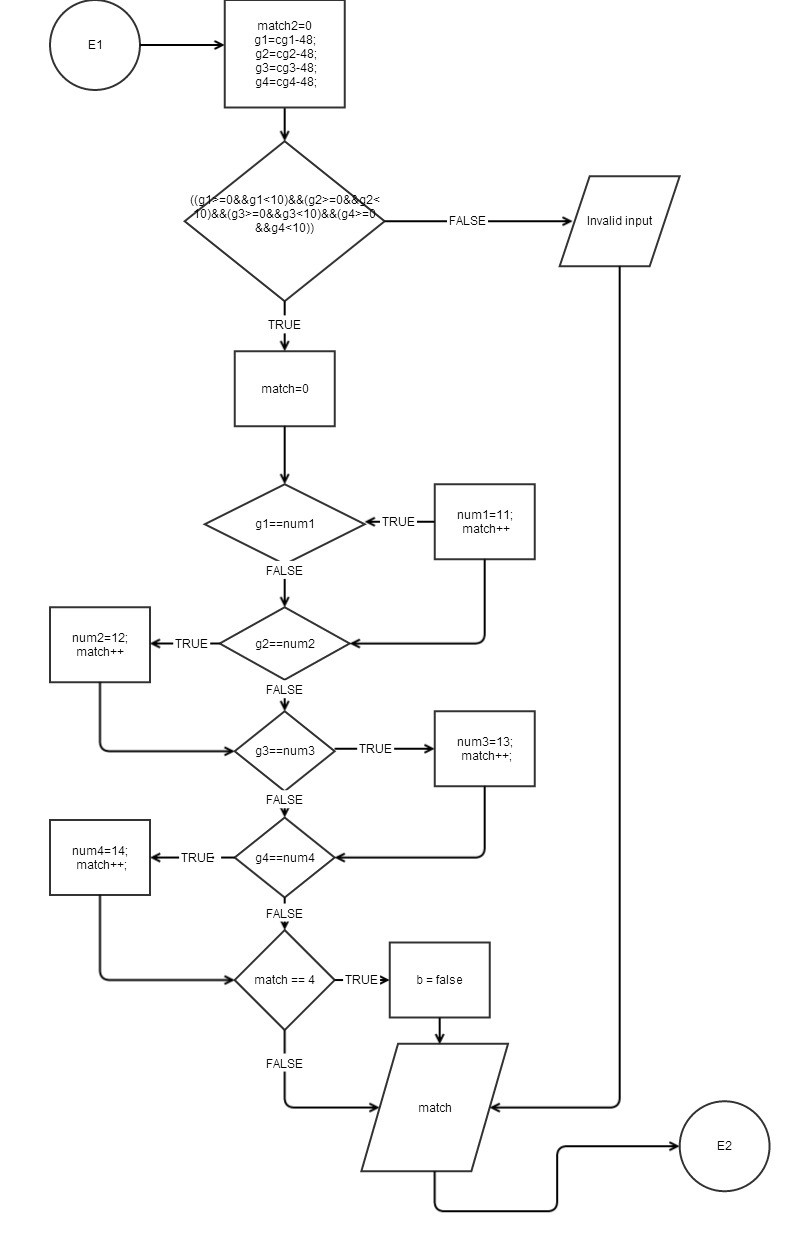 E1
match2=0
g1=cg1-48;
g2=cg2-48;
g3=cg3-48;
g4=cg4-48;
((g1>=0&&g1<10)&&(g2>=0&&g2<
10)&&(g3>=0&&g3<10)&&(g4>=0
&&g4<10))
FALSE
Invalid input
TRUE
match=0
g1==num1
TRUE
num1=11;
match++
FALSE
num2=12;
match++
TRUE
g2==num2
FALSE
g3==num3
TRUE
num3=13;
match++;
FALSE
num4=14;
match++;
TRUE
g4==num4
FALSE
match == 4
TRUE
b = false
FALSE
match
E2